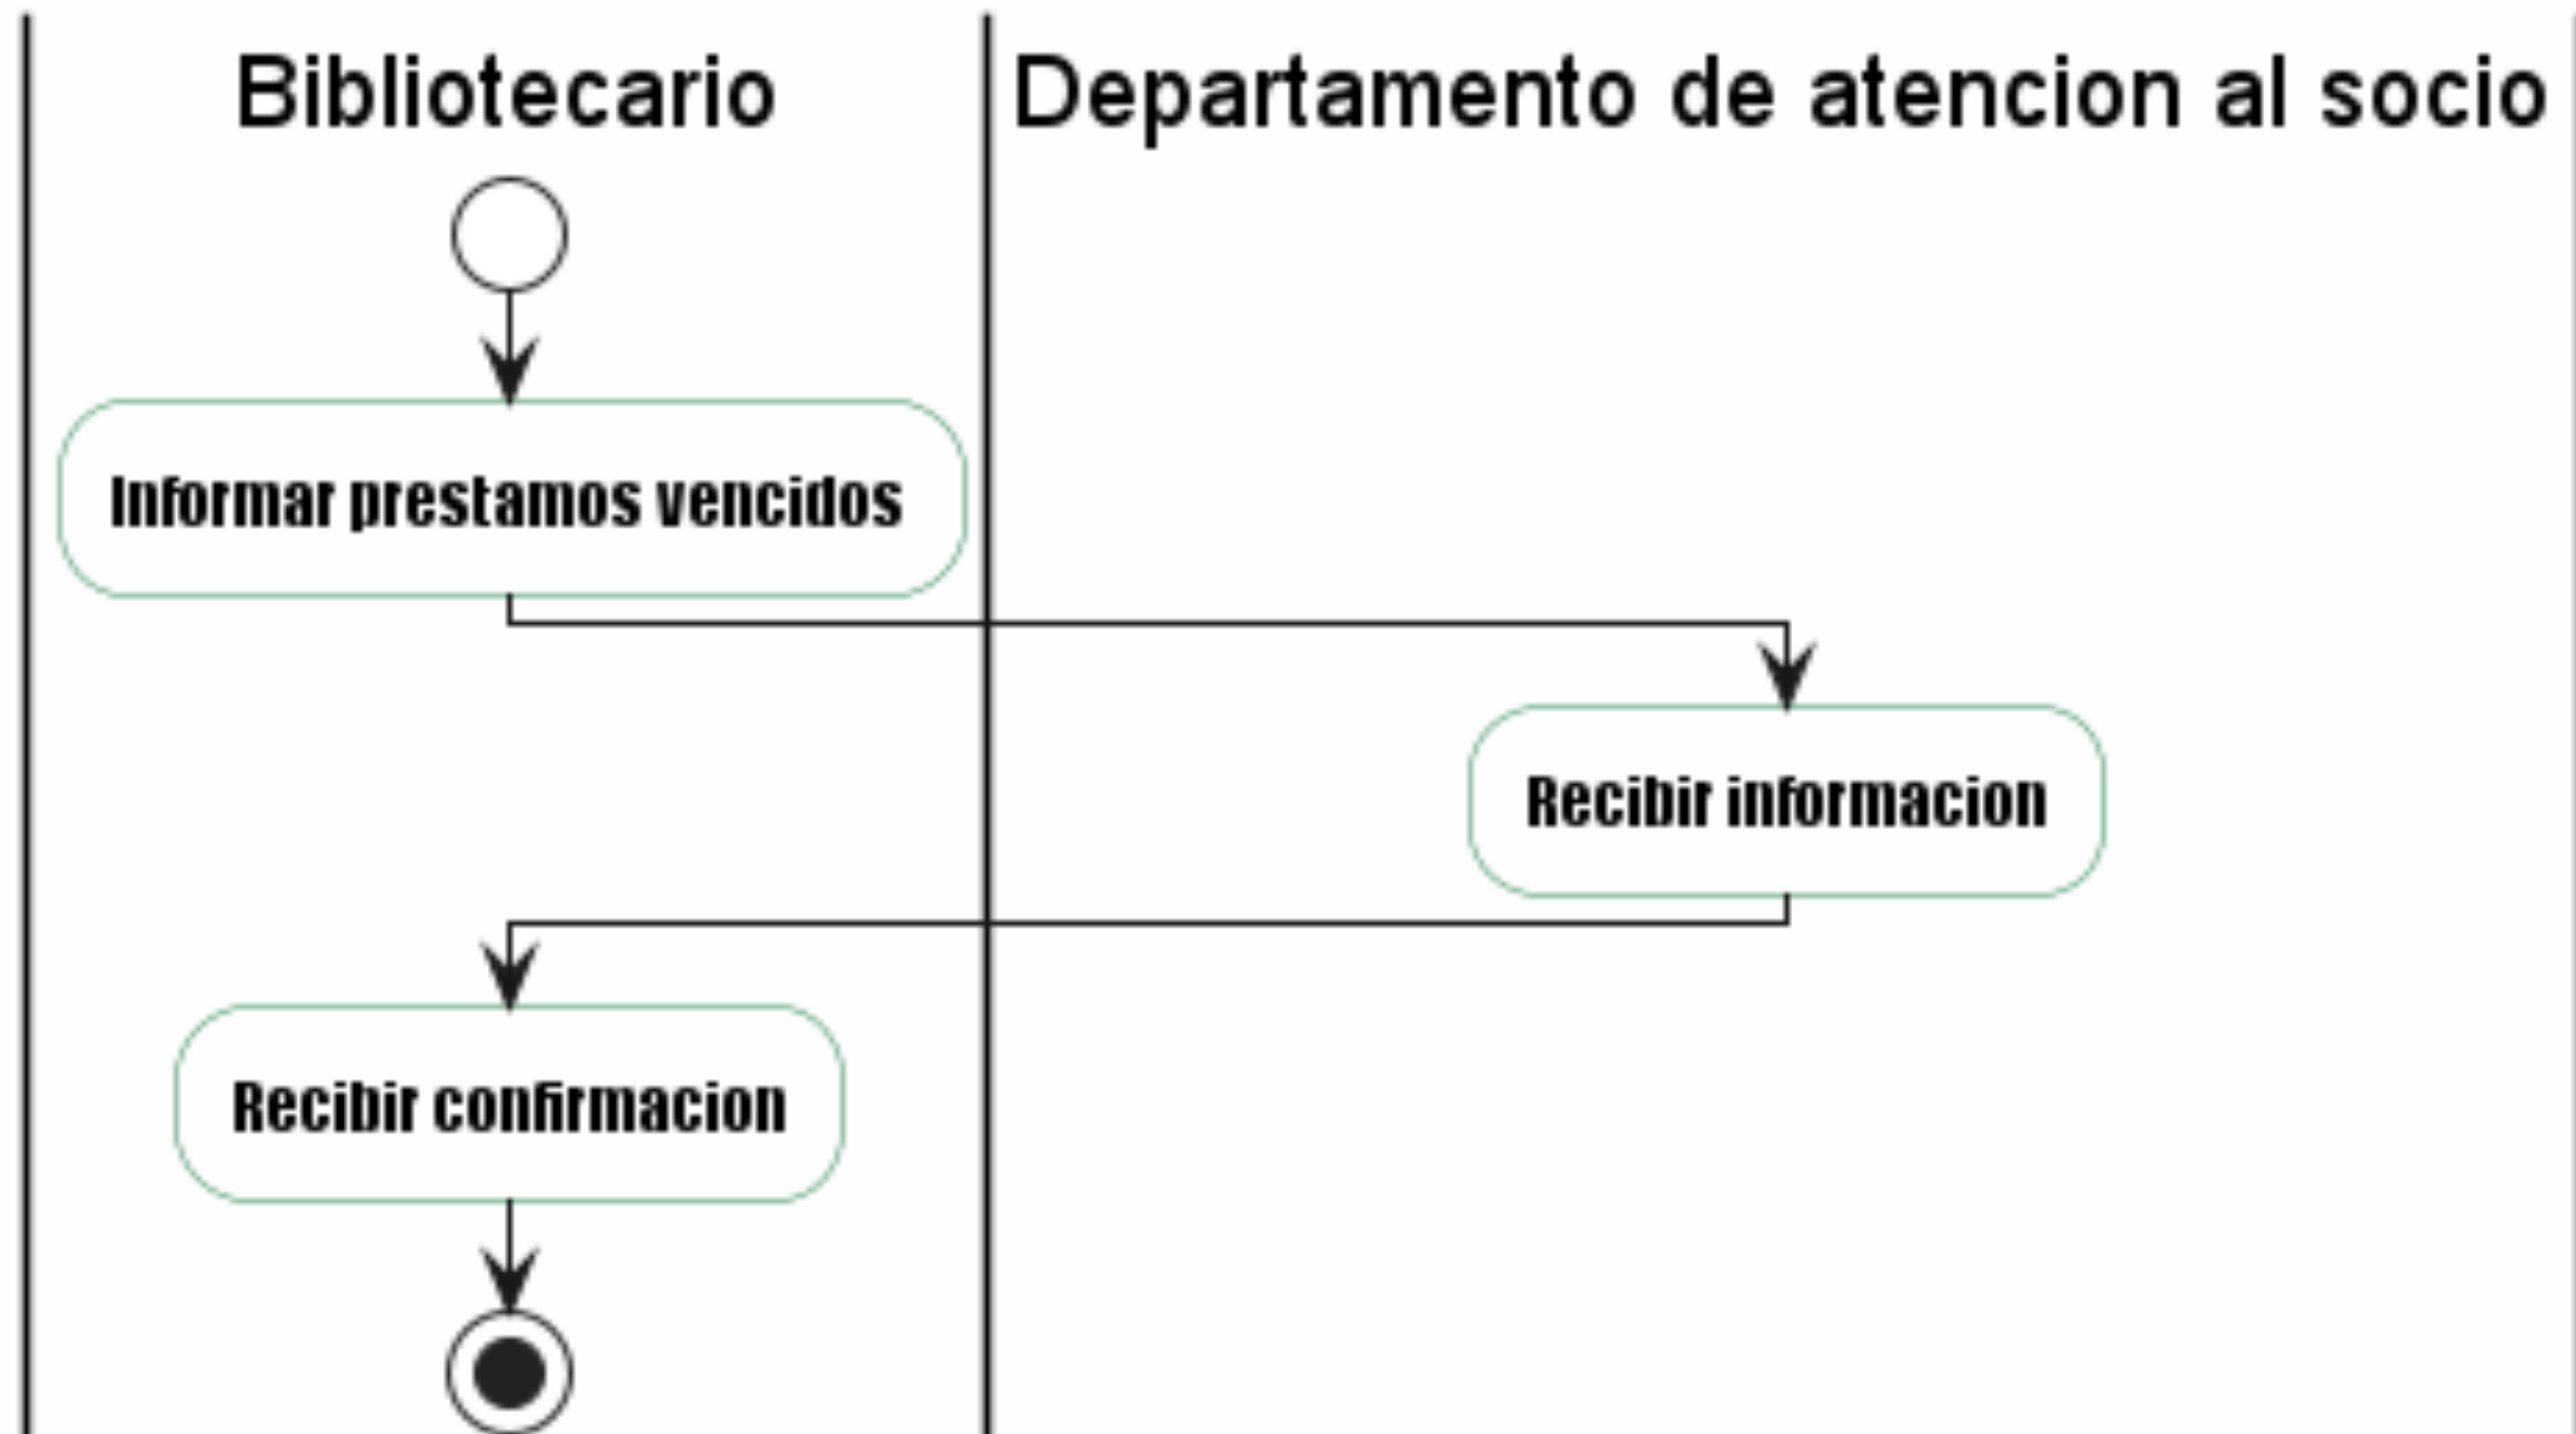 Bibliotecario
Departamento de atencion al socio
Informar prestamos vencidos
Recibir informacion
Recibir confirmacion